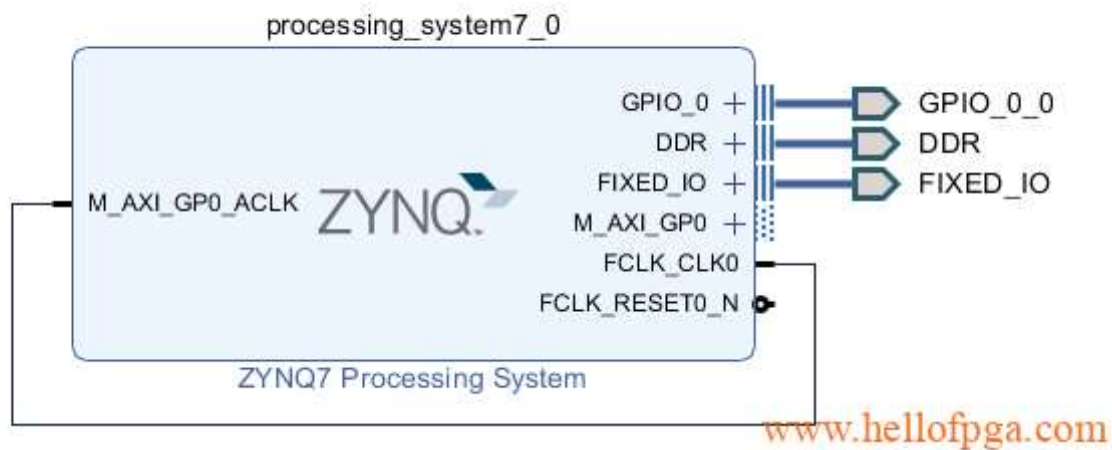 processing_system7_0
GPIO_0
GPIO_0_0
DDR
DDR
FIXED_IO
FIXED_IO
M_AXI_GP0_ACLK
ZYNQ.
M_AXI_GP0
FCLK_CLK0
FCLK_RESET0_N
ZYNQ7 Processing System
www.hellofpga.com